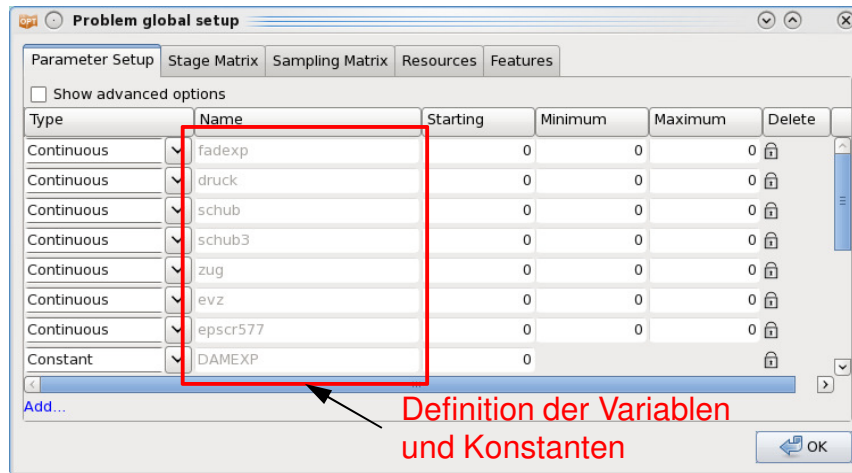 OPT Problem global setup
Parameter Setup Stage Matrix Sampling Matrix Resources Features
Show advanced options
Type Name Starting Minimum Maximum Delete
Continuous fadexp 0 0 0
Continuous druck 0 0 0
Continuous schub 0 0 0
Continuous schub3 0 0 0
Continuous zug 0 0 0
Continuous evz 0 0 0
Continuous epscr577 0 0 0
Constant DAMEXP 0
Add...
Definition der Variablen
und Konstanten
OK